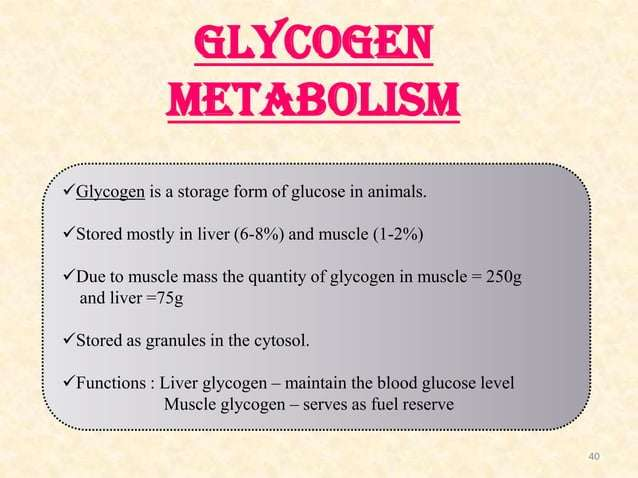 GLYCOGEN
METABOLISM
✓Glycogen is a storage form of glucose in animals.
✓Stored mostly in liver (6-8%) and muscle (1-2%)
✓Due to muscle mass the quantity of glycogen in muscle = 250g
and liver =75g
✓Stored as granules in the cytosol.
✓Functions : Liver glycogen – maintain the blood glucose level
Muscle glycogen – serves as fuel reserve
40